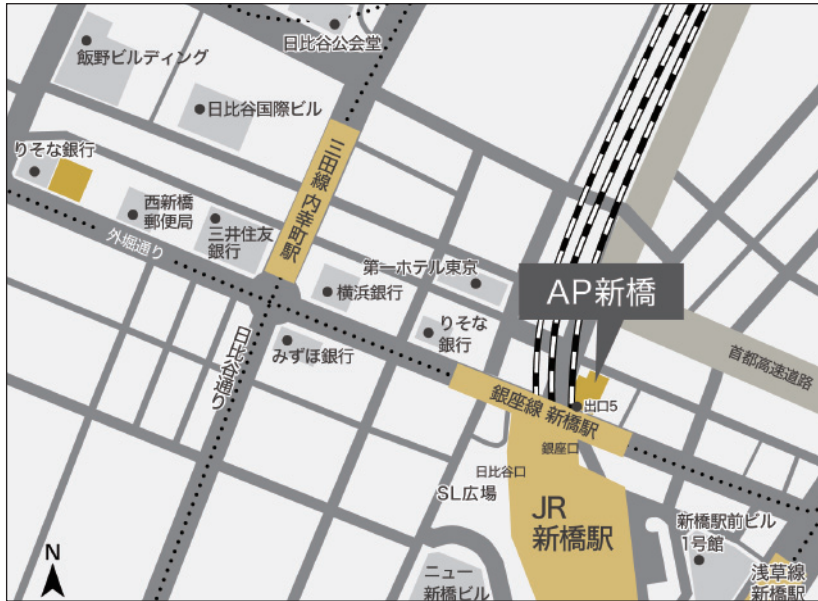 日比谷公会堂
飯野ビルディング
日比谷国際ビル
りそな銀行
西新橋
郵便局
三井住友
銀行
三田線 内幸町駅
外堀通り
第一ホテル東京
AP新橋
横浜銀行
りそな
銀行
みずほ銀行
日比谷通り
首都高速道路
出口5
銀座線 新橋駅
銀座口
日比谷口
SL広場
JR
新橋駅
新橋駅前ビル
1号館
N
ニュー
新橋ビル
浅草線
新橋駅